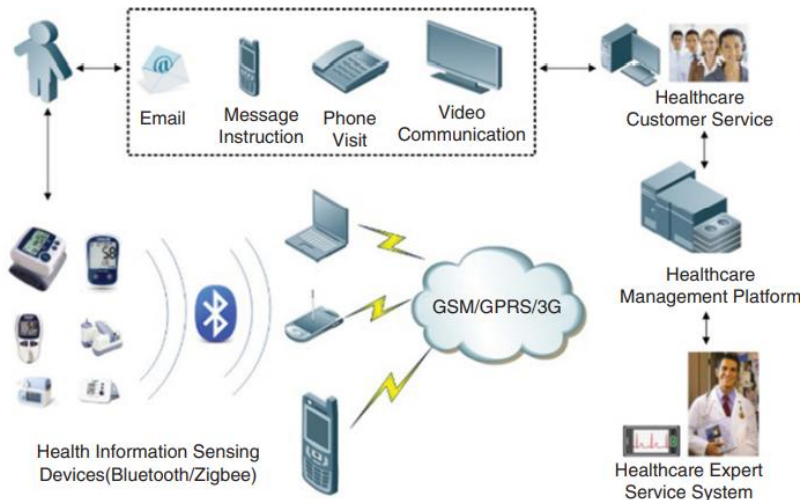 Email
Message
Instruction
Phone
Visit
Video
Communication
Healthcare
Customer Service
GSM/GPRS/3G
Healthcare
Management Platform
Health Information Sensing
Devices(Bluetooth/Zigbee)
Healthcare Expert
Service System